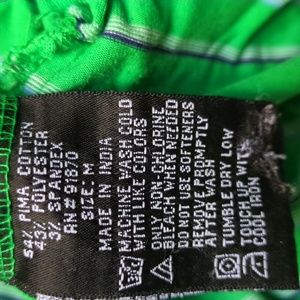 54% PIMA COTTON
43% POLYESTER
3% SPANDEX
RN# 91870
SIZE: M
MADE IN INDIA
MACHINE WASH COLD
WITH LIKE COLORS
ONLY NON-CHLORINE
BLEACH WHEN NEEDED
DO NOT USE SOFTENERS
REMOVE PROMPTLY
AFTER WASH
TUMBLE DRY LOW
TOUCH UP WITH
COOL IRON